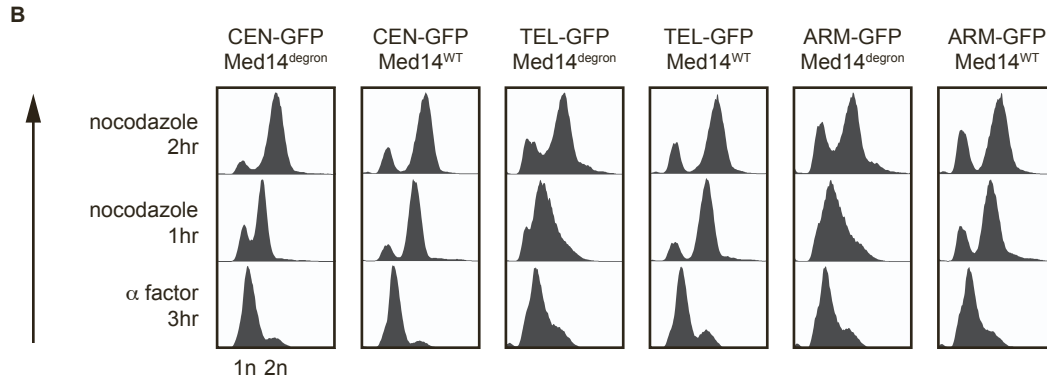 B
CEN-GFP
Med14degron
CEN-GFP
Med14WT
TEL-GFP
Med14degron
TEL-GFP
Med14WT
ARM-GFP
Med14degron
ARM-GFP
Med14WT
nocodazole
2hr
nocodazole
1hr
α factor
3hr
1n 2n